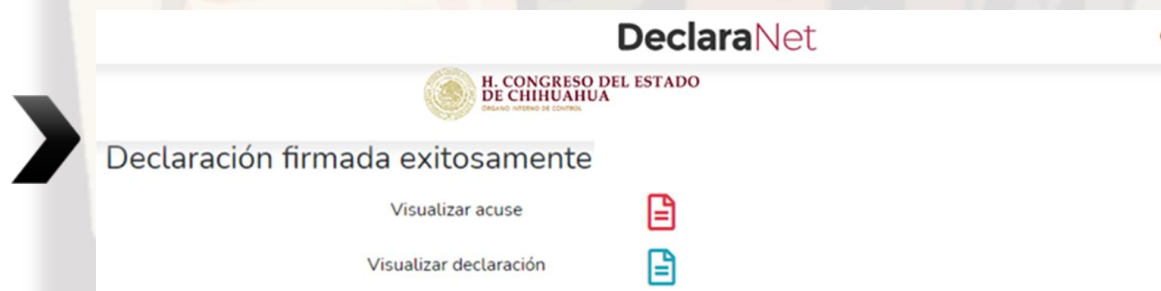 DeclaraNet
H. CONGRESO DEL ESTADO
DE CHIHUAHUA
ÓRGANO INTERNO DE CONTROL
Declaración firmada exitosamente
Visualizar acuse
Visualizar declaración